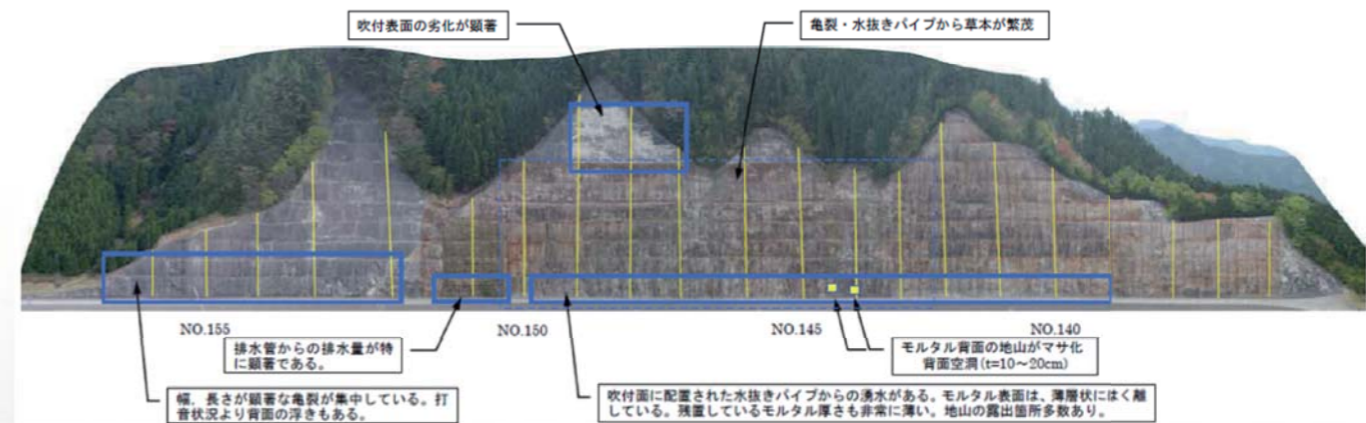 吹付表面の劣化が顕著
亀裂・水抜きパイプから草本が繁茂
NO.155
NO.150
NO.145
NO.140
排水管からの排水量が特
に顕著である。
モルタル背面の地山がマサ化
背面空洞(t=10～20cm)
幅、長さが顕著な亀裂が集中している。打
音状況より背面の浮きもある。
吹付面に配置された水抜きパイプからの湧水がある。モルタル表面は、薄層状にはく離
している。残置しているモルタル厚さも非常に薄い。地山の露出箇所多数あり。